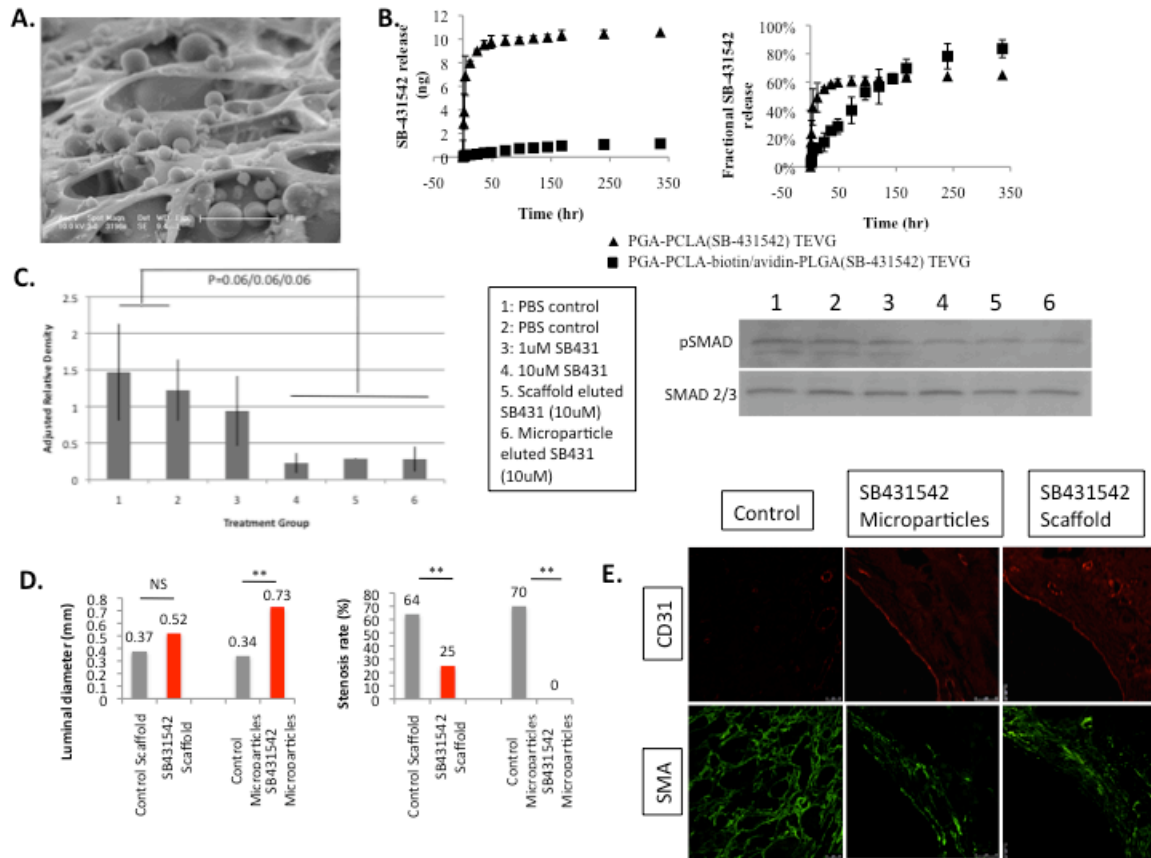 A.
B.
SB-431542 release
(ng)
12
10
8
6
4
2
0
-50
50
150
250
350
Time (hr)
Fractional SB-431542
release
80%
60%
40%
20%
0%
-50
50
150
250
350
Time (hr)
▲ PGA-PCLA(SB-431542) TEVG
■ PGA-PCLA-biotin/avidin-PLGA(SB-431542) TEVG
C.
P=0.06/0.06/0.06
Adjusted Relative Density
2.5
2
1.5
1
0.5
0
1 2 3 4 5 6
Treatment Group
1: PBS control
2: PBS control
3: 1uM SB431
4. 10uM SB431
5. Scaffold eluted
SB431 (10uM)
6. Microparticle
eluted SB431
(10uM)
1 2 3 4 5 6
pSMAD
SMAD 2/3
D.
Luminal diameter (mm)
0.8
0.7
0.6
0.5
0.4
0.3
0.2
0.1
0
NS
**
0.37
0.52
0.34
0.73
Control Scaffold
SB431542
Scaffold
Control
Microparticles
SB431542
Microparticles
Stenosis rate (%)
80
70
60
50
40
30
20
10
0
**
**
64
25
70
0
Control Scaffold
SB431542
Scaffold
Control
Microparticles
SB431542
Microparticles
E.
Control
SB431542
Microparticles
SB431542
Scaffold
CD31
SMA